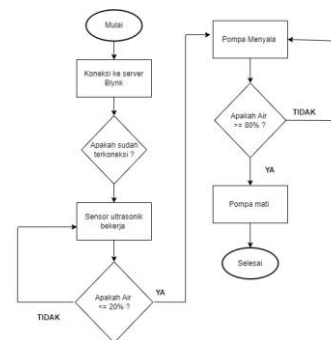 Mulai
Koneksi ke server
Blynk
Apakah sudah
terkoneksi ?
Sensor ultrasonik
bekerja
Apakah Air
<= 20% ?
YA
TIDAK
Pompa Menyala
Apakah Air
>= 80% ?
TIDAK
YA
Pompa mati
Selesai